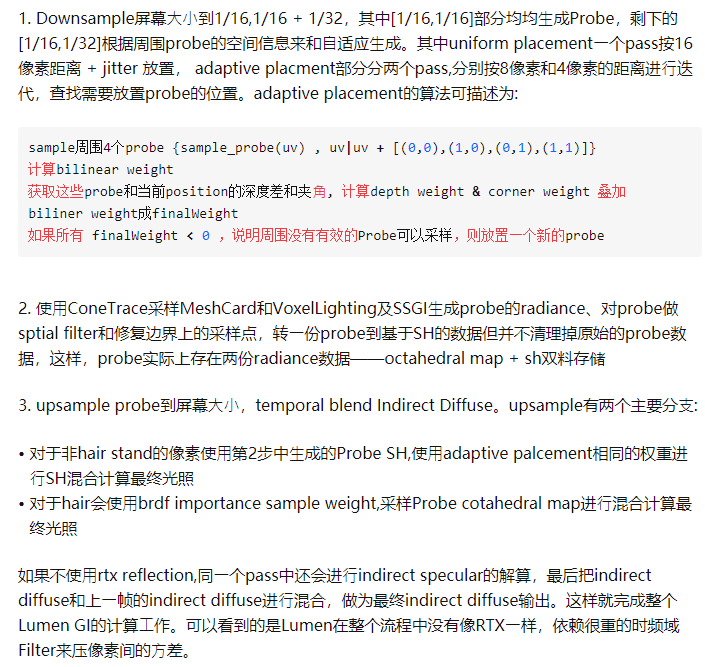 1. Downsample屏幕大小到1/16,1/16 + 1/32，其中[1/16,1/16]部分均匀生成Probe，剩下的
[1/16,1/32]根据周围probe的空间信息来和自适应生成。其中uniform placement一个pass按16
像素距离 + jitter 放置， adaptive placment部分分两个pass,分别按8像素和4像素的距离进行迭
代，查找需要放置probe的位置。adaptive placement的算法可描述为:
sample周围4个probe {sample_probe(uv) , uv|uv + [(0,0),(1,0),(0,1),(1,1)]}
计算bilinear weight
获取这些probe和当前position的深度差和夹角, 计算depth weight & corner weight 叠加
biliner weight成finalWeight
如果所有 finalWeight < 0 ，说明周围没有有效的Probe可以采样，则放置一个新的probe
2. 使用ConeTrace采样MeshCard和VoxelLighting及SSGI生成probe的radiance、对probe做
sptial filter和修复边界上的采样点，转一份probe到基于SH的数据但并不清理掉原始的probe数
据，这样，probe实际上存在两份radiance数据——octahedral map + sh双料存储
3. upsample probe到屏幕大小，temporal blend Indirect Diffuse。upsample有两个主要分支:
• 对于非hair stand的像素使用第2步中生成的Probe SH,使用adaptive palcement相同的权重进
行SH混合计算最终光照
• 对于hair会使用brdf importance sample weight,采样Probe cotahedral map进行混合计算最
终光照
如果不使用rtx reflection,同一个pass中还会进行indirect specular的解算，最后把indirect
diffuse和上一帧的indirect diffuse进行混合，做为最终indirect diffuse输出。这样就完成整个
Lumen GI的计算工作。可以看到的是Lumen在整个流程中没有像RTX一样，依赖很重的时频域
Filter来压像素间的方差。